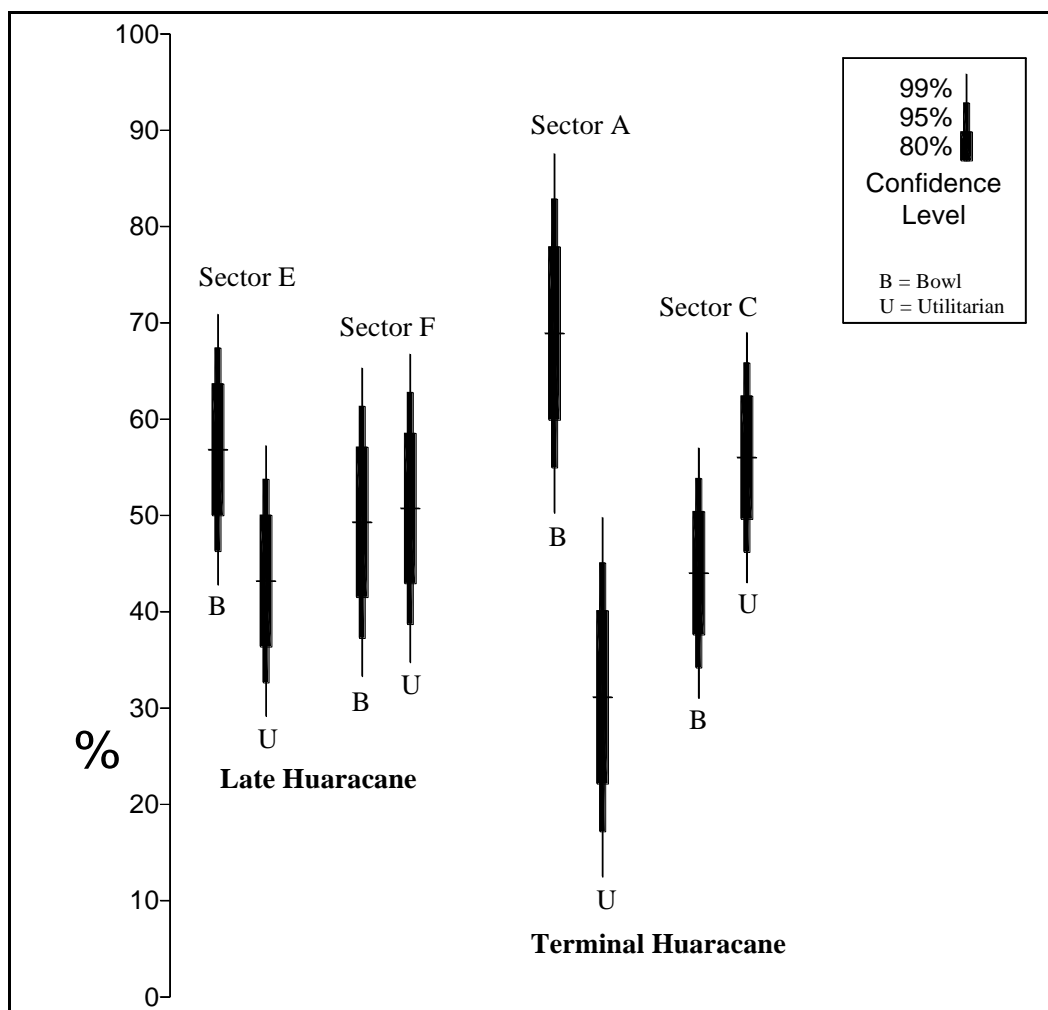 100
90
80
70
60
50
40
30
20
10
0
%
Sector E
B
U
Sector F
B
U
Late Huaracane
Sector A
B
U
Sector C
B
U
Terminal Huaracane
99%
95%
80%
Confidence
Level
B = Bowl
U = Utilitarian